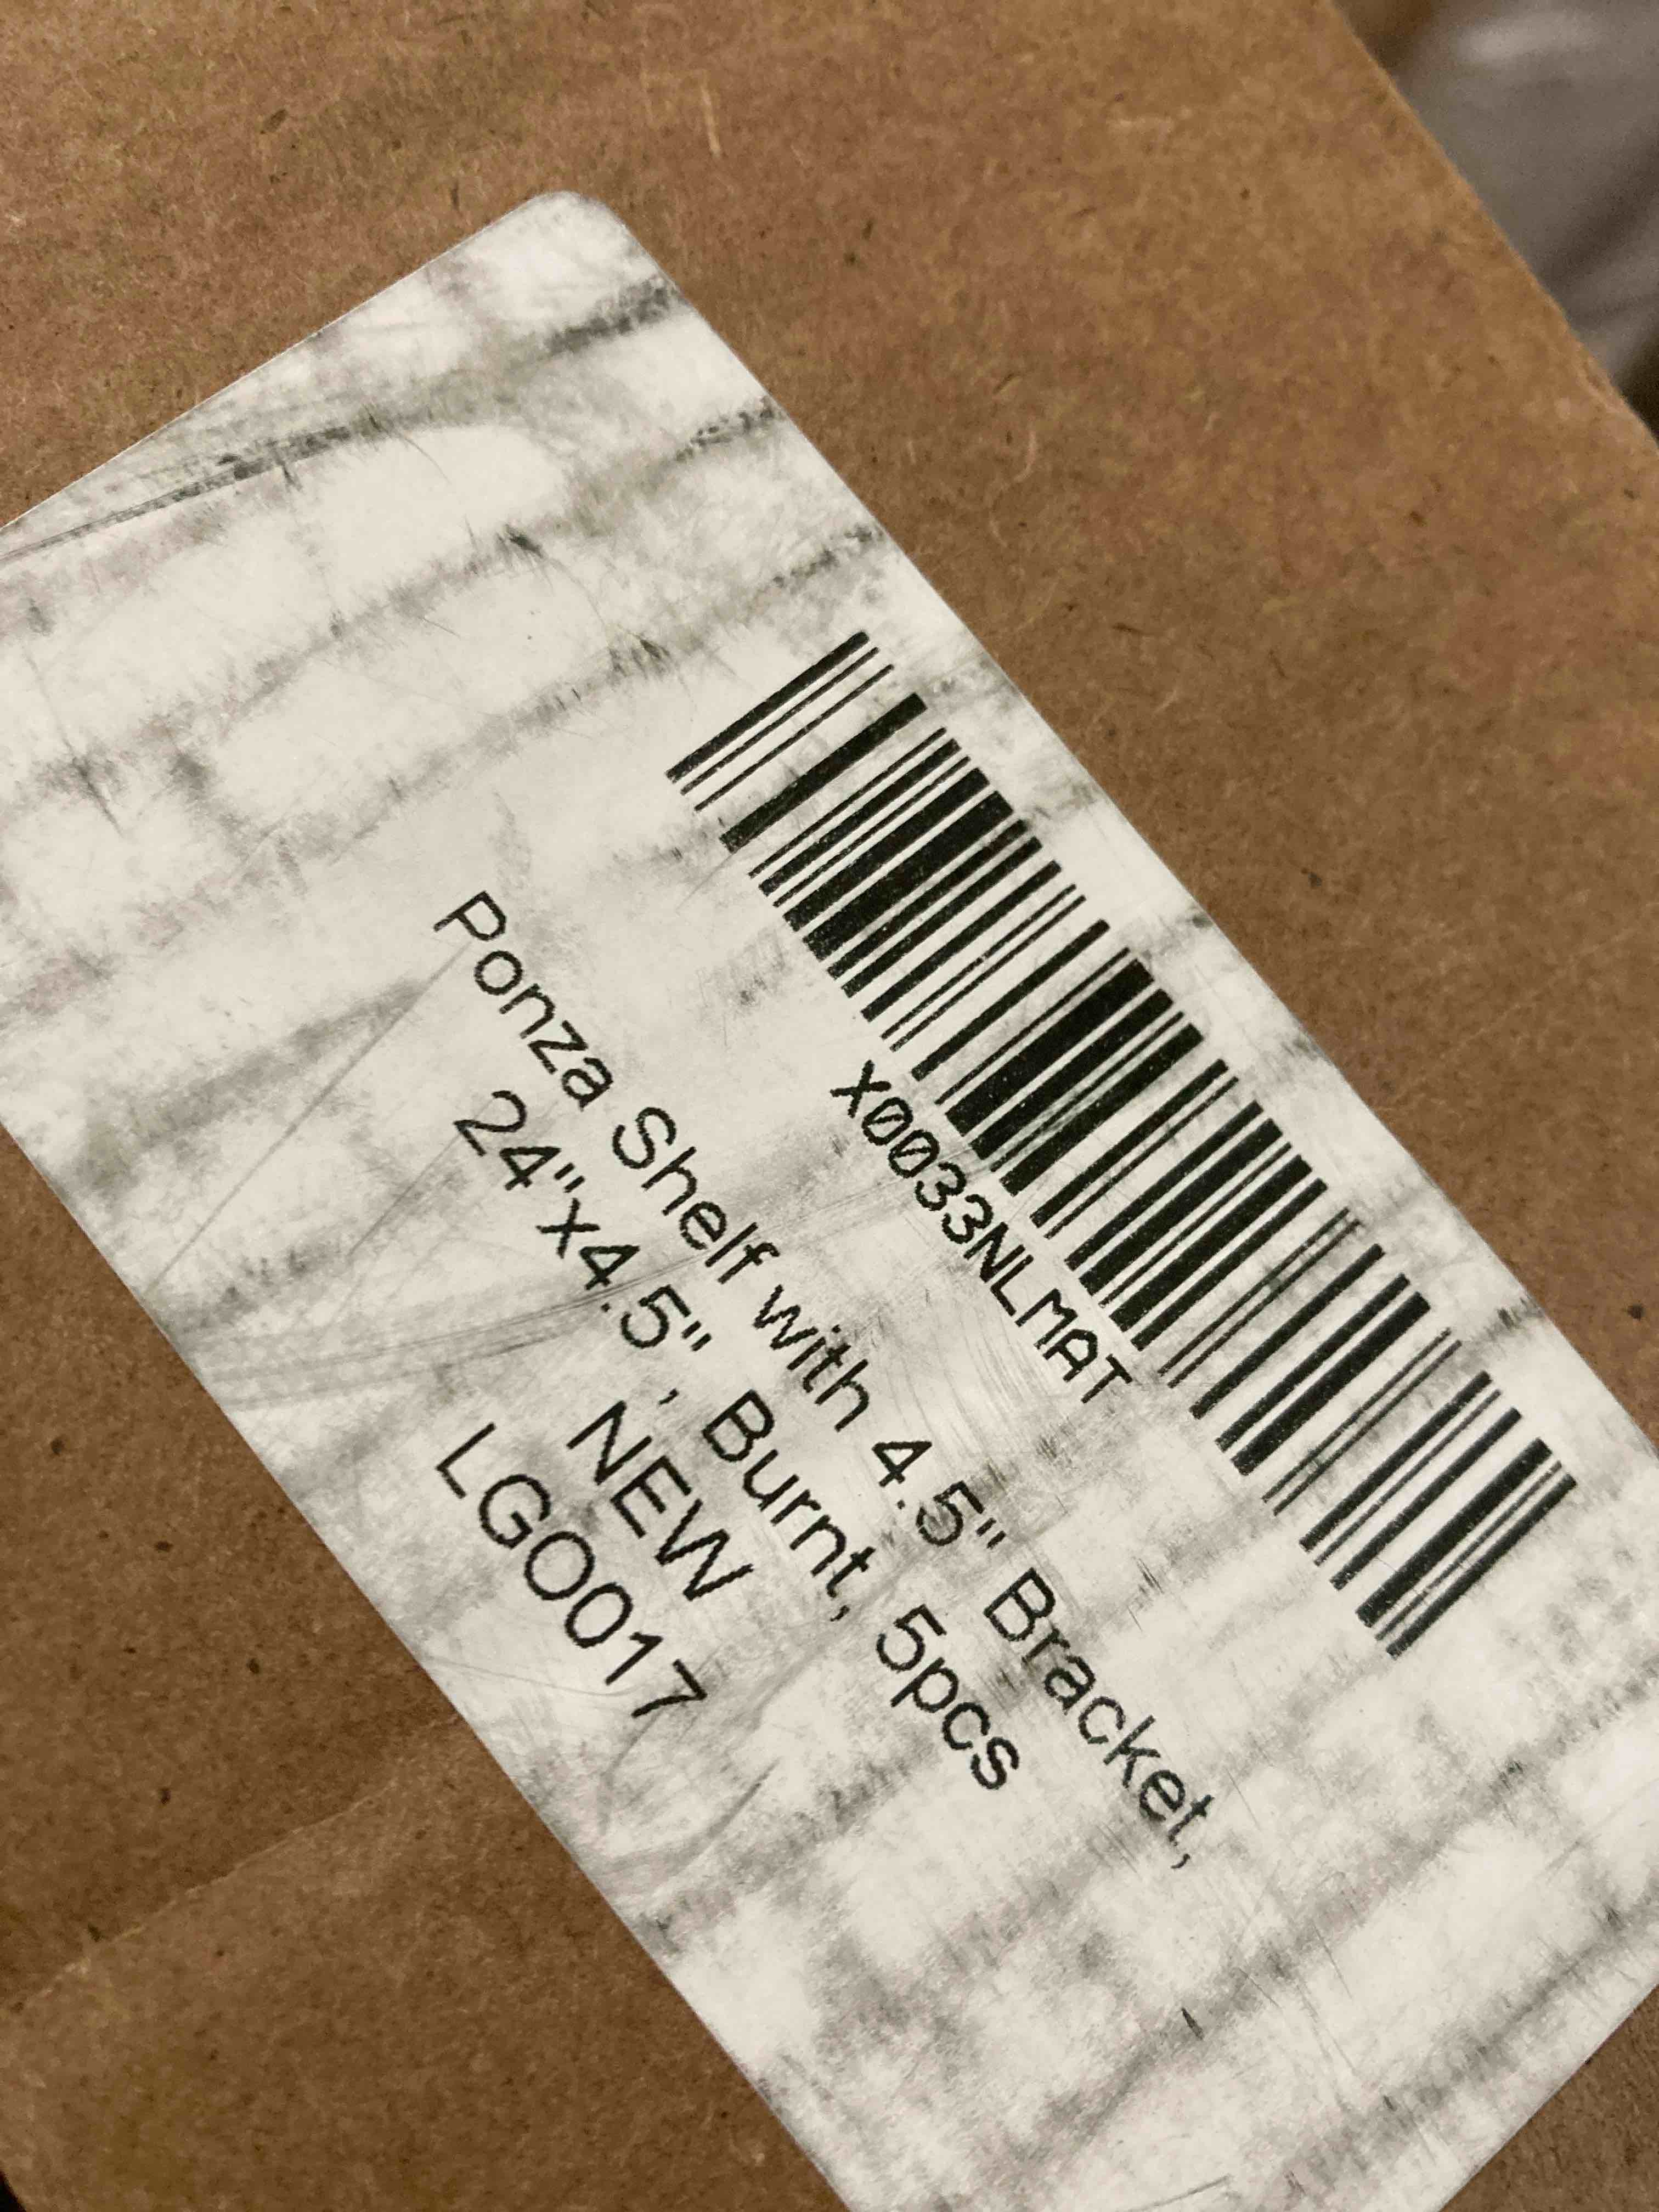 X0033NLMAT
Ponza Shelf with 4.5" Bracket,
24"x4.5", Burnt, 5pcs
NEW
LGO017